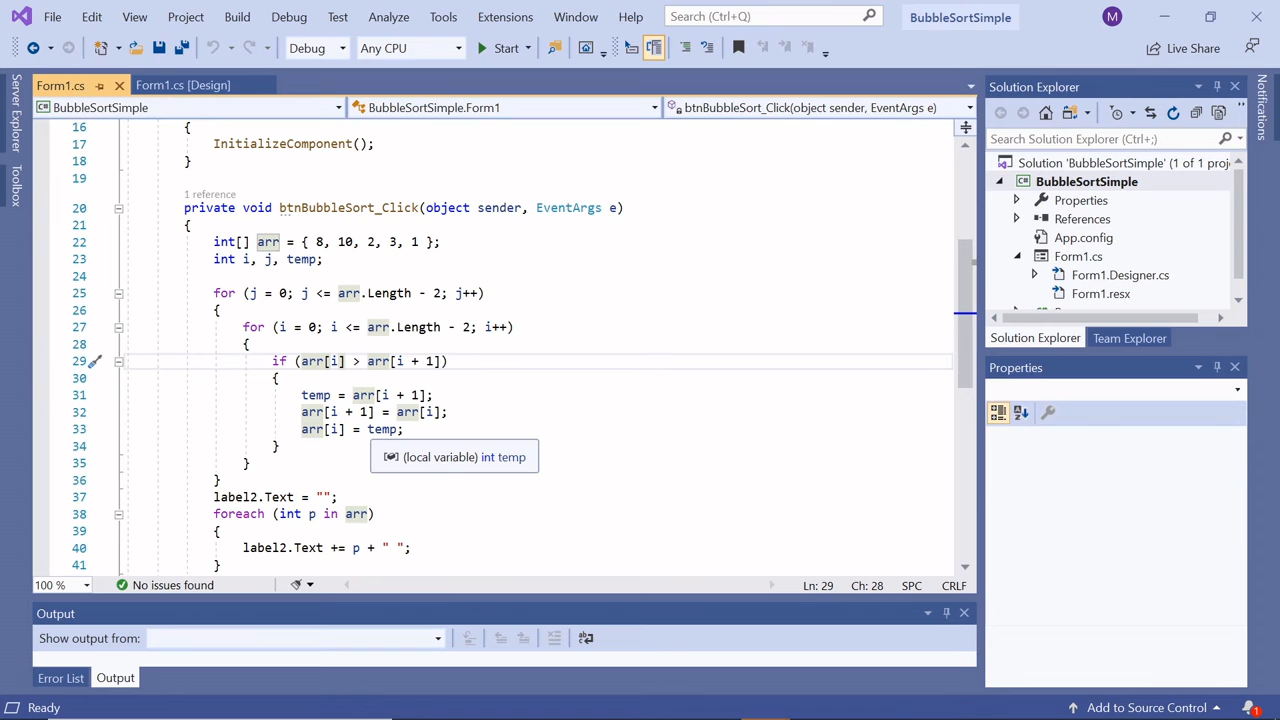 File Edit View Project Build Debug Test Analyze Tools Extensions Window Help Search (Ctrl+Q) BubbleSortSimple M
Debug Any CPU Start Live Share
Server Explorer
Toolbox
Form1.cs Form1.cs [Design]
BubbleSortSimple BubbleSortSimple.Form1 btnBubbleSort_Click(object sender, EventArgs e)
16 {
17 InitializeComponent();
18 }
19
1 reference
20 private void btnBubbleSort_Click(object sender, EventArgs e)
21 {
22 int[] arr = { 8, 10, 2, 3, 1 };
23 int i, j, temp;
24
25 for (j = 0; j <= arr.Length - 2; j++)
26 {
27 for (i = 0; i <= arr.Length - 2; i++)
28 {
29 if (arr[i] > arr[i + 1])
30 {
31 temp = arr[i + 1];
32 arr[i + 1] = arr[i];
33 arr[i] = temp;
34 }
(local variable) int temp
35 }
36 }
37 label2.Text = "";
38 foreach (int p in arr)
39 {
40 label2.Text += p + " ";
41 }
100 % No issues found Ln: 29 Ch: 28 SPC CRLF
Output
Show output from:
Error List Output
Solution Explorer
Search Solution Explorer (Ctrl+;)
Solution 'BubbleSortSimple' (1 of 1 proje
BubbleSortSimple
Properties
References
App.config
Form1.cs
Form1.Designer.cs
Form1.resx
Solution Explorer Team Explorer
Properties
Notifications
Ready Add to Source Control 1